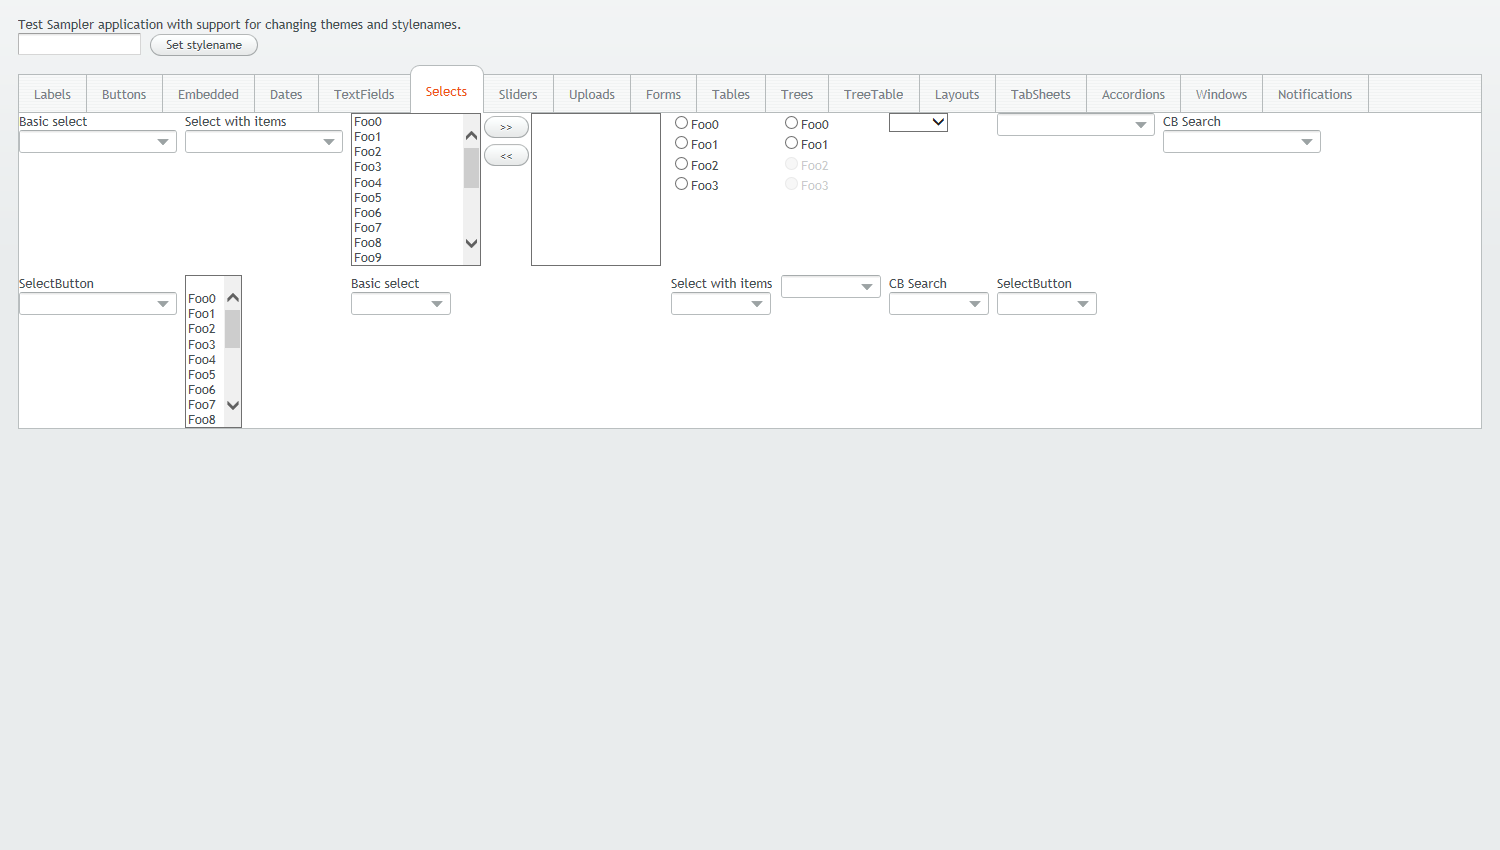 Test Sampler application with support for changing themes and stylenames.
Set stylename
Labels Buttons Embedded Dates TextFields Selects Sliders Uploads Forms Tables Trees TreeTable Layouts TabSheets Accordions Windows Notifications
Basic select
Select with items
Foo0
Foo1
Foo2
Foo3
Foo4
Foo5
Foo6
Foo7
Foo8
Foo9
>>
<<
Foo0
Foo1
Foo2
Foo3
Foo0
Foo1
Foo2
Foo3
CB Search
SelectButton
Foo0
Foo1
Foo2
Foo3
Foo4
Foo5
Foo6
Foo7
Foo8
Basic select
Select with items
CB Search
SelectButton